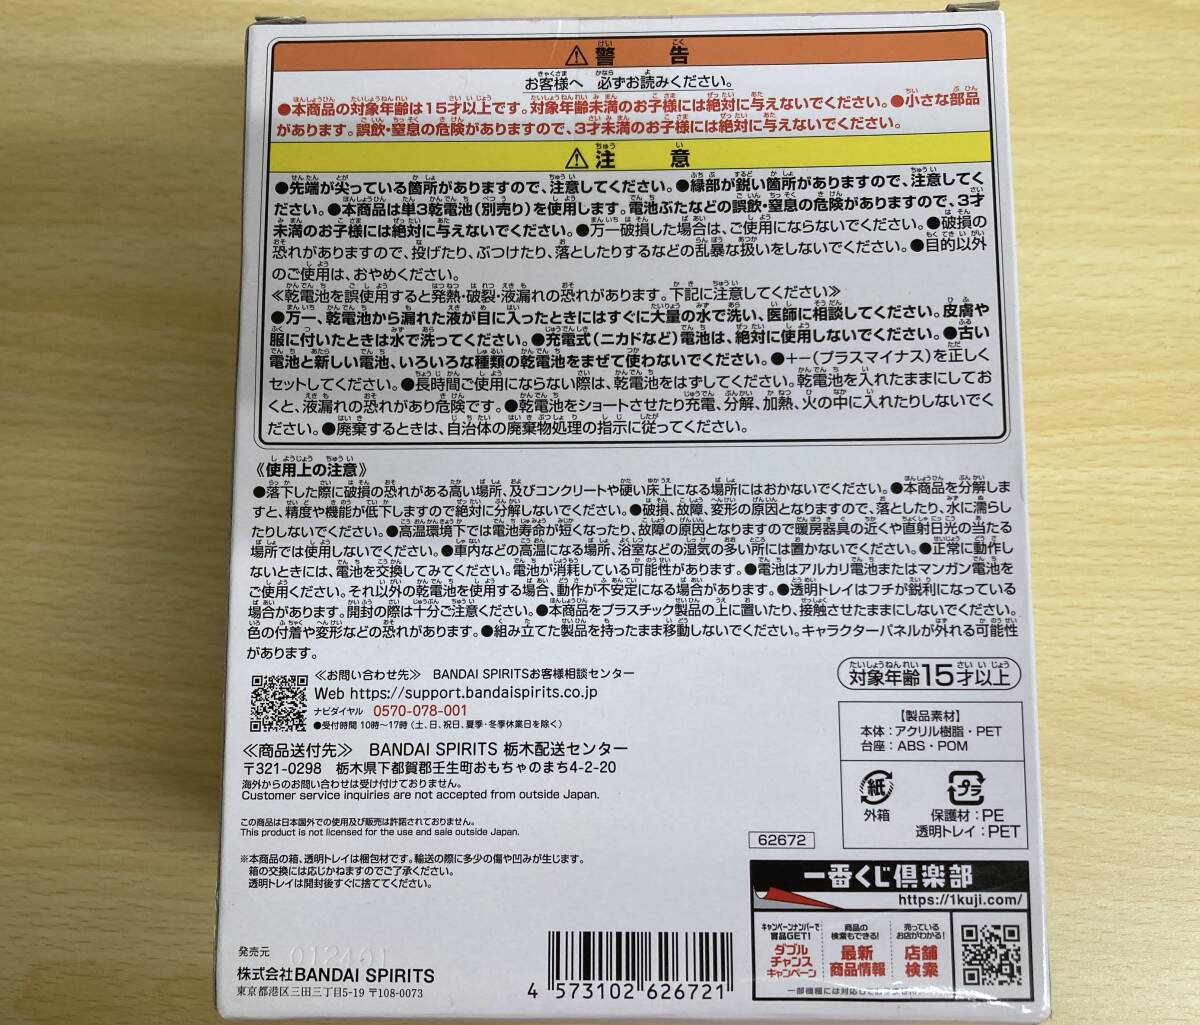 ⚠警告
お客様へ 必ずお読みください。
●本商品の対象年齢は15才以上です。対象年齢未満のお子様には絶対に与えないでください。●小さな部品
があります。誤飲・窒息の危険がありますので、3才未満のお子様には絶対に与えないでください。
⚠注意
●先端が尖っている箇所がありますので、注意してください。●縁部が鋭い箇所がありますので、注意してく
ださい。●本商品は単3乾電池(別売り)を使用します。電池ぶたなどの誤飲・窒息の危険がありますので、3才
未満のお子様には絶対に与えないでください。●万一破損した場合は、ご使用にならないでください。●破損の
恐れがありますので、投げたり、ぶつけたり、落としたりするなどの乱暴な扱いをしないでください。●目的以外
のご使用は、おやめください。
≪乾電池を誤使用すると発熱・破裂・液漏れの恐れがあります。下記に注意してください≫
●万一、乾電池から漏れた液が目に入ったときにはすぐに大量の水で洗い、医師に相談してください。皮膚や
服に付いたときは水で洗ってください。●充電式(ニカドなど)電池は、絶対に使用しないでください。●古い
電池と新しい電池、いろいろな種類の乾電池をまぜて使わないでください。●+−(プラスマイナス)を正しく
セットしてください。●長時間ご使用にならない際は、乾電池をはずしてください。乾電池を入れたままにしてお
くと、液漏れの恐れがあり危険です。●乾電池をショートさせたり充電、分解、加熱、火の中に入れたりしないでく
ださい。●廃棄するときは、自治体の廃棄物処理の指示に従ってください。
《使用上の注意》
●落下した際に破損の恐れがある高い場所、及びコンクリートや硬い床上になる場所にはおかないでください。●本商品を分解しま
すと、精度や機能が低下しますので絶対に分解しないでください。●破損、故障、変形の原因となりますので、落としたり、水に濡らし
たりしないでください。●高温環境下では電池寿命が短くなったり、故障の原因となりますので暖房器具の近くや直射日光の当たる
場所では使用しないでください。●車内などの高温になる場所、浴室などの湿気の多い所には置かないでください。●正常に動作し
ないときには、電池を交換してみてください。電池が消耗している可能性があります。●電池はアルカリ電池またはマンガン電池を
ご使用ください。それ以外の乾電池を使用する場合、動作が不安定になる場合があります。●透明トレイはフチが鋭利になっている
場合があります。開封の際は十分ご注意ください。●本商品をプラスチック製品の上に置いたり、接触させたままにしないでください。
色の付着や変形などの恐れがあります。●組み立てた製品を持ったまま移動しないでください。キャラクターパネルが外れる可能性
があります。
≪お問い合わせ先≫ BANDAI SPIRITSお客様相談センター
Web https://support.bandaispirits.co.jp
ナビダイヤル 0570-078-001
●受付時間 10時〜17時(土、日、祝日、夏季・冬季休業日を除く)
≪商品送付先≫ BANDAI SPIRITS 栃木配送センター
〒321-0298 栃木県下都賀郡壬生町おもちゃのまち4-2-20
海外からのお問い合わせは受け付けておりません。
Customer service inquiries are not accepted from outside Japan.
この商品は日本国外での使用及び販売は許諾されておりません。
This product is not licensed for the use and sale outside Japan.
※本商品の箱、透明トレイは梱包材です。輸送の際に多少の傷や凹みが生じます。
箱の交換には応じかねますのでご了承ください。
透明トレイは開封後すぐに捨ててください。
対象年齢15才以上
【製品素材】
本体：アクリル樹脂・PET
台座：ABS・POM
紙
外箱
プラ
保護材：PE
透明トレイ：PET
62672
一番くじ倶楽部
https://1kuji.com/
キャンペーンナンバーで
賞品GET!
ダブル
チャンス
キャンペーン
商品の
検索もできる!
最新
商品情報
売っている
お店がわかる!
店舗
検索
発売元
012401
株式会社BANDAI SPIRITS
東京都港区三田三丁目5-19 〒108-0073
4 573102 626721